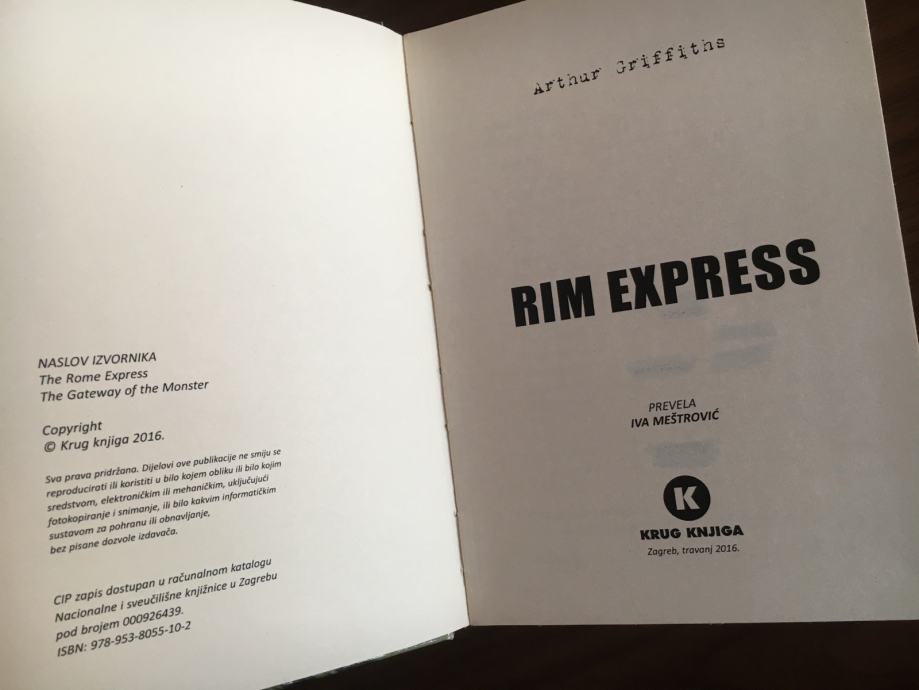 NASLOV IZVORNIKA
The Rome Express
The Gateway of the Monster
Copyright
© Krug knjiga 2016.
Sva prava pridržana. Dijelovi ove publikacije ne smiju se
reproducirati ili koristiti u bilo kojem obliku ili bilo kojim
sredstvom, elektroničkim ili mehaničkim, uključujući
fotokopiranje i snimanje, ili bilo kakvim informatičkim
sustavom za pohranu ili obnavljanje,
bez pisane dozvole izdavača.
CIP zapis dostupan u računalnom katalogu
Nacionalne i sveučilišne knjižnice u Zagrebu
pod brojem 000926439.
ISBN: 978-953-8055-10-2
Arthur Griffiths
RIM EXPRESS
PREVELA
IVA MEŠTROVIĆ
K
KRUG KNJIGA
Zagreb, travanj 2016.